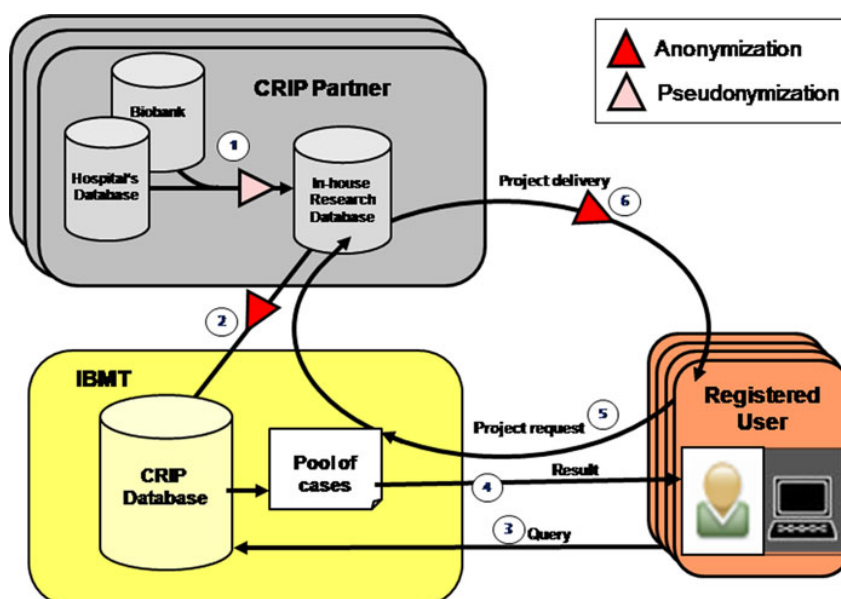 Anonymization
Pseudonymization
CRIP Partner
Biobank
Hospital's
Database
1
In-house
Research
Database
Project delivery
6
2
IBMT
CRIP
Database
Pool of
cases
Project request
5
Registered
User
Result
4
3
Query